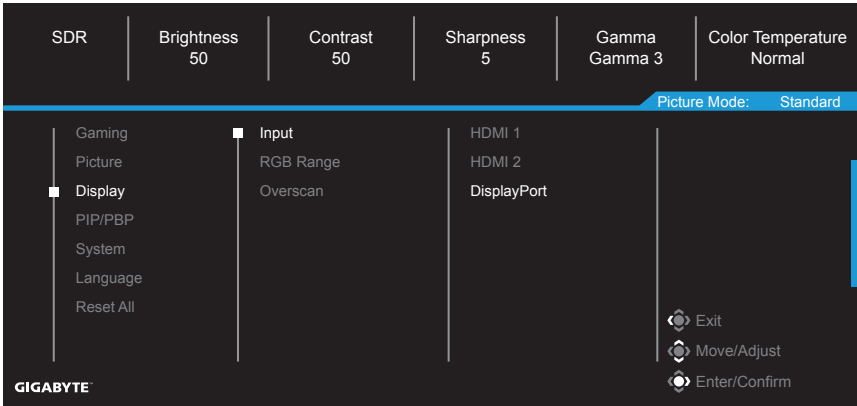 SDR Brightness Contrast Sharpness Gamma Color Temperature
50 50 5 Gamma 3 Normal
Picture Mode: Standard
Gaming Input HDMI 1
Picture RGB Range HDMI 2
Display Overscan DisplayPort
PIP/PBP
System
Language
Reset All
Exit
Move/Adjust
GIGABYTE™ Enter/Confirm